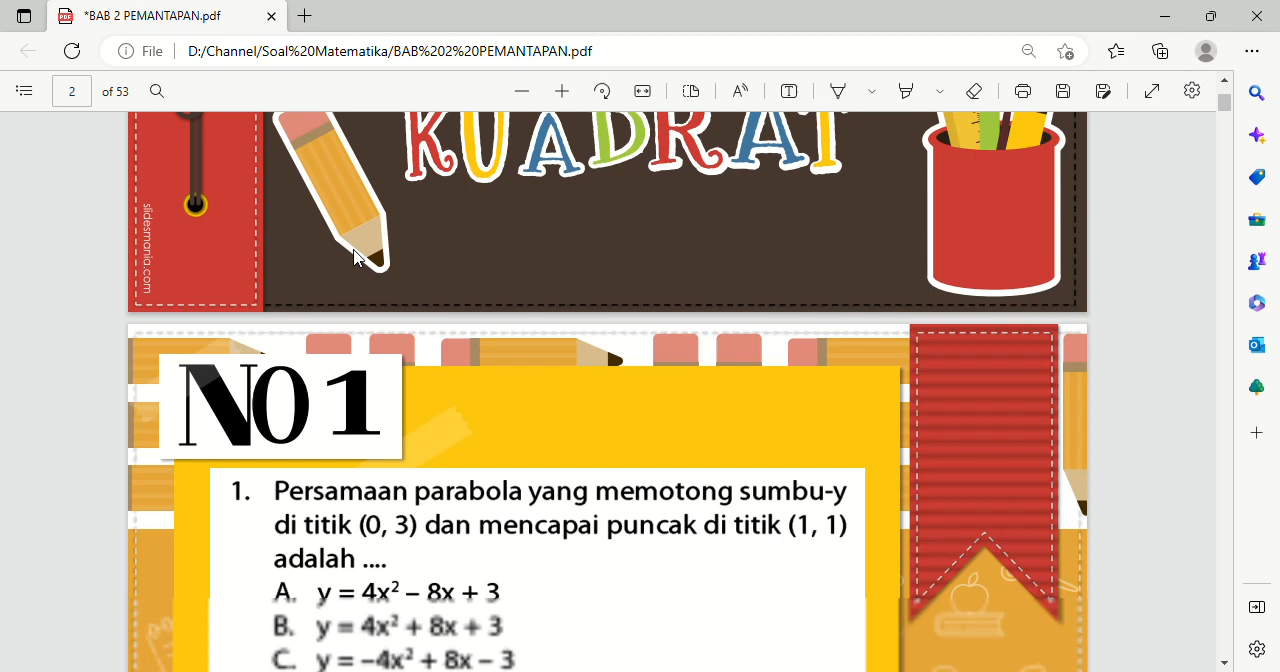 *BAB 2 PEMANTAPAN.pdf
File
D:/Channel/Soal%20Matematika/BAB%202%20PEMANTAPAN.pdf
2 of 53
KUADRAT
slidesmania.com
NO 1
1. Persamaan parabola yang memotong sumbu-y
di titik (0, 3) dan mencapai puncak di titik (1, 1)
adalah ....
A. y = 4x² – 8x + 3
B. y = 4x² + 8x + 3
C. y = –4x² + 8x – 3